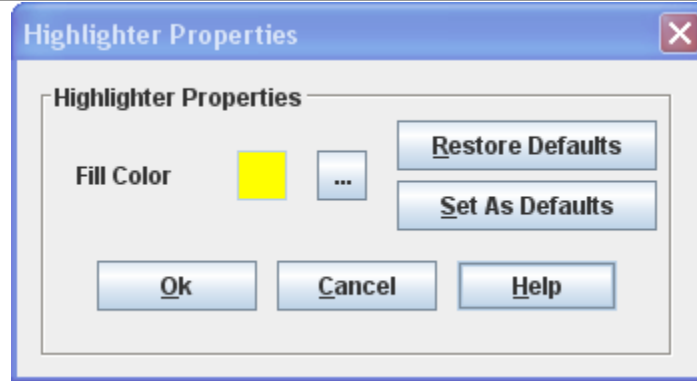 Highlighter Properties
Highlighter Properties
Restore Defaults
Fill Color
...
Set As Defaults
Ok
Cancel
Help